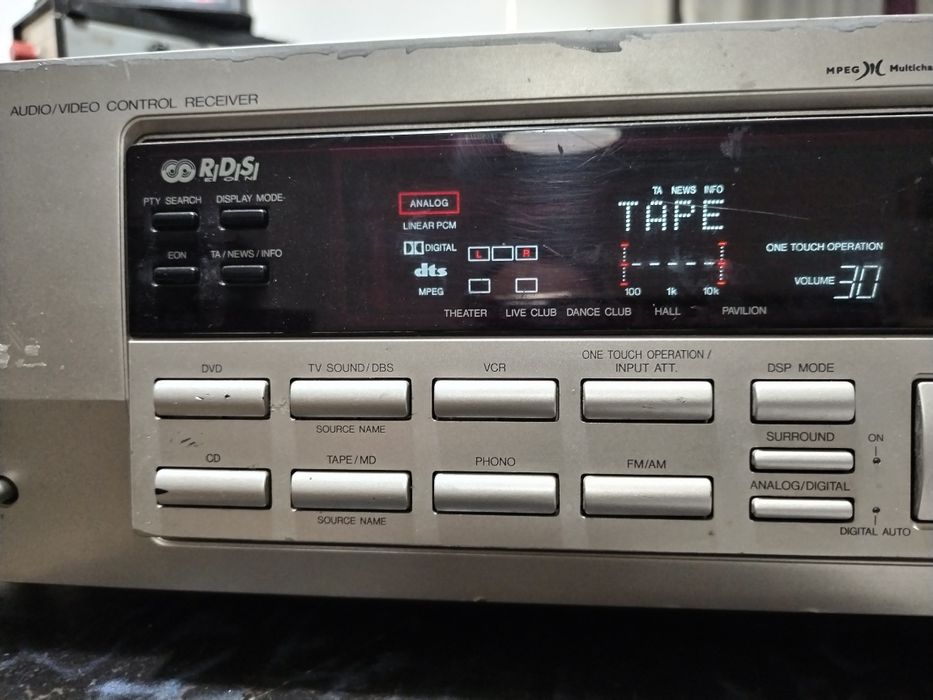 MPEG Multicha
AUDIO/VIDEO CONTROL RECEIVER
RDS
EON
PTY SEARCH DISPLAY MODE
EON TA/NEWS/INFO
ANALOG
LINEAR PCM
DIGITAL
dts
MPEG
L R
TA NEWS INFO
TAPE
100 1k 10k
ONE TOUCH OPERATION
VOLUME 30
THEATER LIVE CLUB DANCE CLUB HALL PAVILION
DVD
TV SOUND/DBS
SOURCE NAME
VCR
ONE TOUCH OPERATION/
INPUT ATT.
DSP MODE
SURROUND
ON
CD
TAPE/MD
SOURCE NAME
PHONO
FM/AM
ANALOG/DIGITAL
DIGITAL AUTO